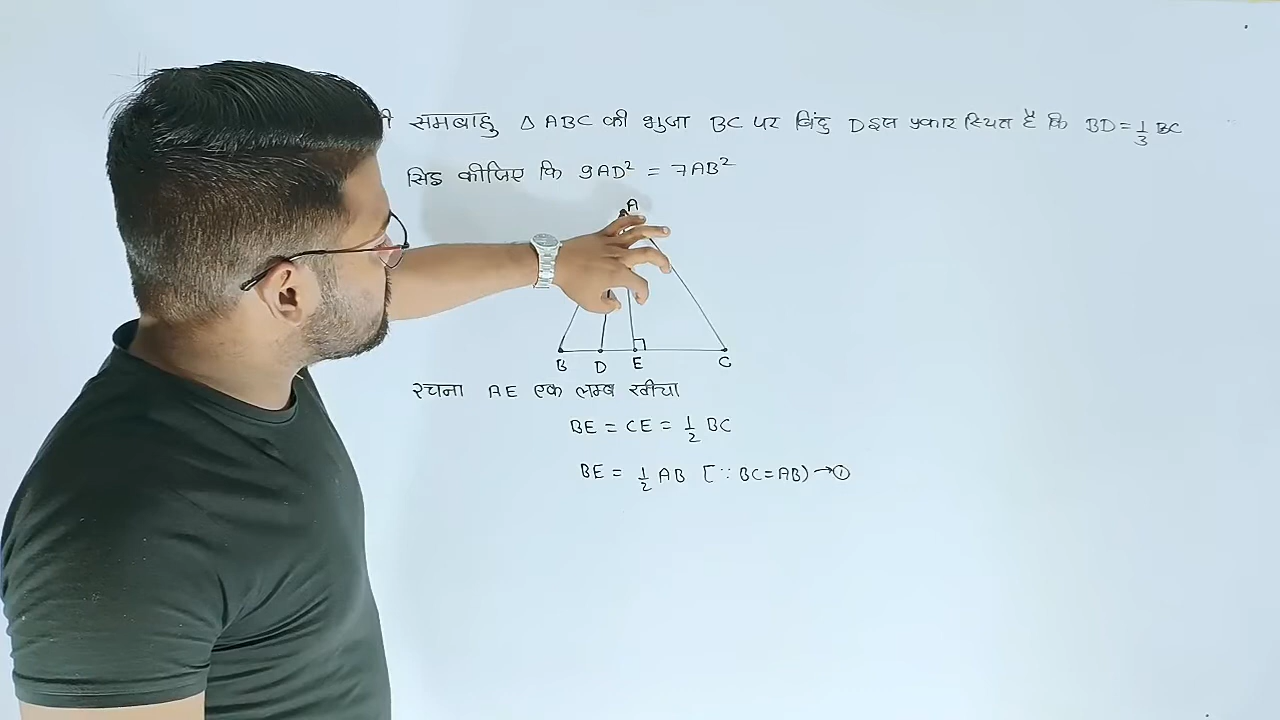 समबाहु Δ ABC की भुजा BC पर बिंदु D इस प्रकार स्थित है कि BD = 1/3 BC
सिद्ध कीजिए कि 9AD² = 7AB²
A
B D E C
रचना AE एक लम्ब खींचा
BE = CE = 1/2 BC
BE = 1/2 AB [∵ BC = AB) → ①